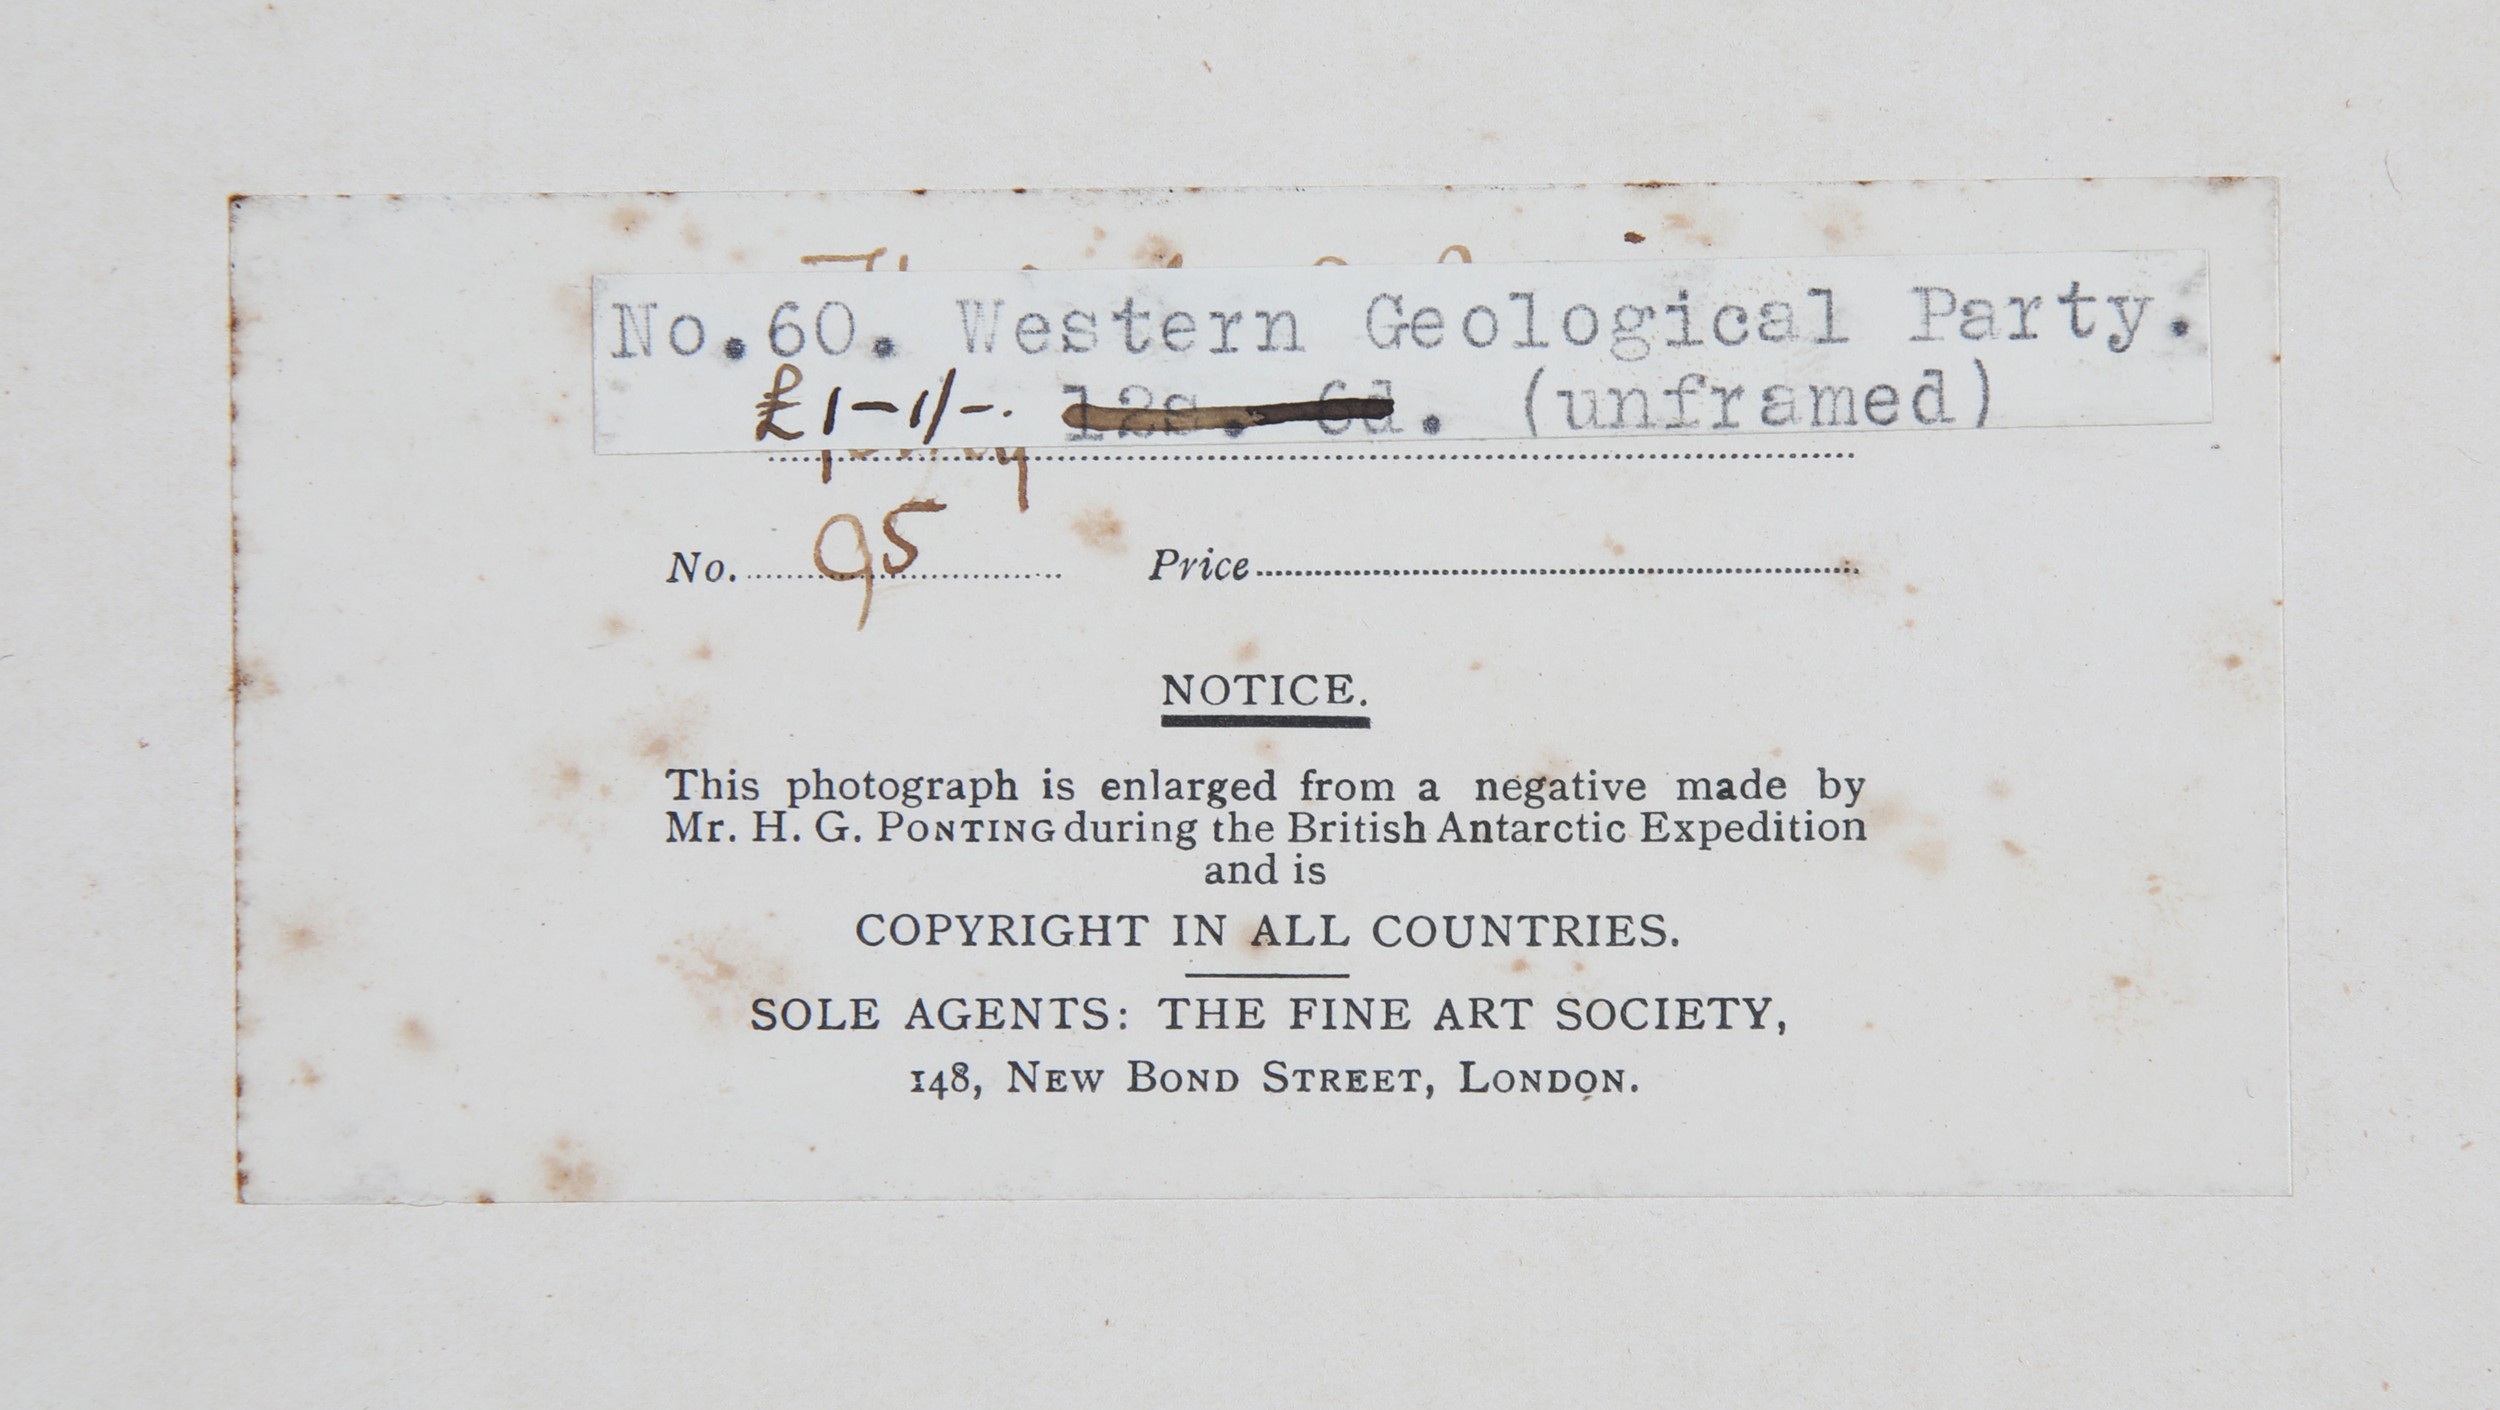 No.60. Western Geological Party.
£1-1/-. 12s. 6d. (unframed)
No. 95 Price
NOTICE.
This photograph is enlarged from a negative made by
Mr. H. G. PONTING during the British Antarctic Expedition
and is
COPYRIGHT IN ALL COUNTRIES.
SOLE AGENTS: THE FINE ART SOCIETY,
148, NEW BOND STREET, LONDON.